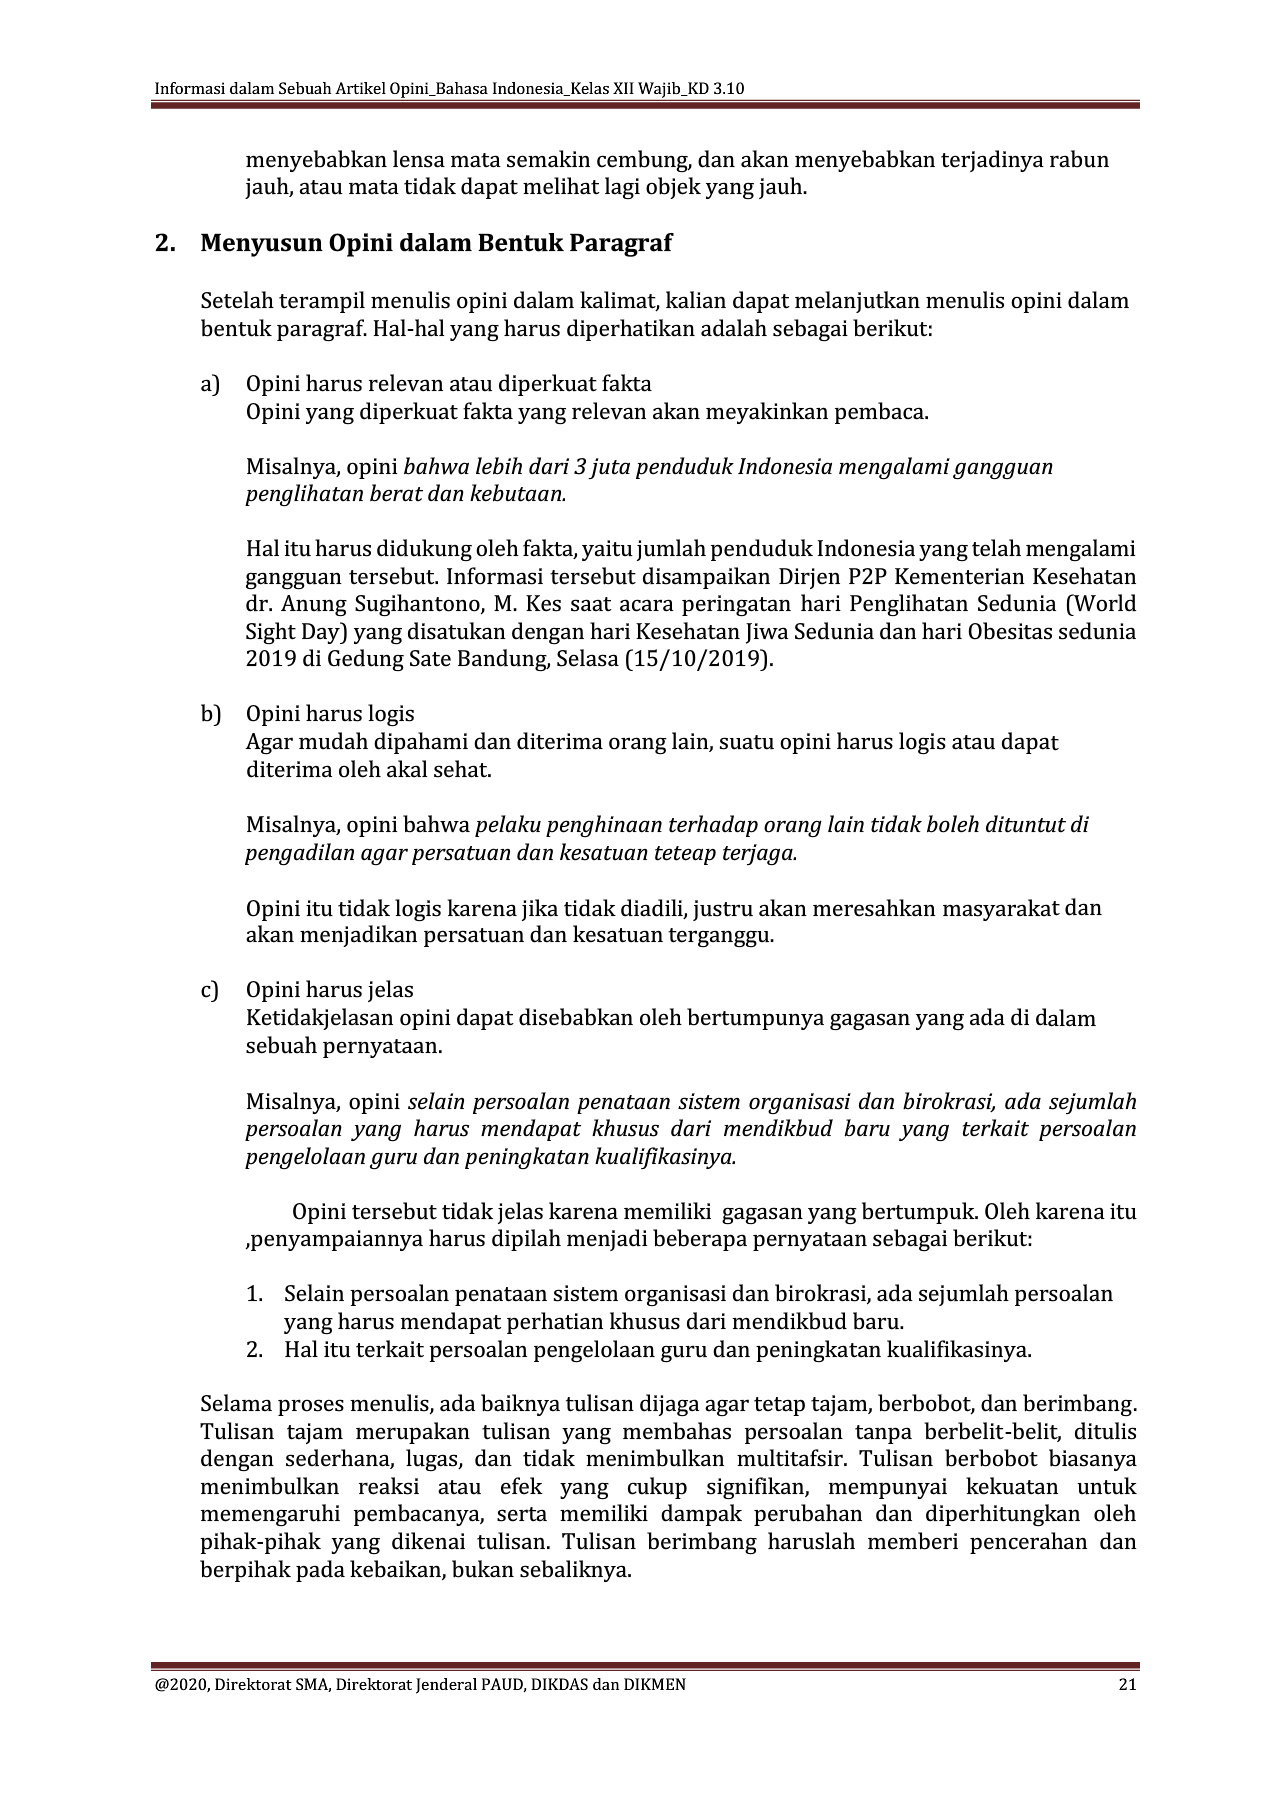 Informasi dalam Sebuah Artikel Opini_Bahasa Indonesia_Kelas XII Wajib_KD 3.10
menyebabkan lensa mata semakin cembung, dan akan menyebabkan terjadinya rabun
jauh, atau mata tidak dapat melihat lagi objek yang jauh.
2. Menyusun Opini dalam Bentuk Paragraf
Setelah terampil menulis opini dalam kalimat, kalian dapat melanjutkan menulis opini dalam
bentuk paragraf. Hal-hal yang harus diperhatikan adalah sebagai berikut:
a) Opini harus relevan atau diperkuat fakta
Opini yang diperkuat fakta yang relevan akan meyakinkan pembaca.
Misalnya, opini bahwa lebih dari 3 juta penduduk Indonesia mengalami gangguan
penglihatan berat dan kebutaan.
Hal itu harus didukung oleh fakta, yaitu jumlah penduduk Indonesia yang telah mengalami
gangguan tersebut. Informasi tersebut disampaikan Dirjen P2P Kementerian Kesehatan
dr. Anung Sugihantono, M. Kes saat acara peringatan hari Penglihatan Sedunia (World
Sight Day) yang disatukan dengan hari Kesehatan Jiwa Sedunia dan hari Obesitas sedunia
2019 di Gedung Sate Bandung, Selasa (15/10/2019).
b) Opini harus logis
Agar mudah dipahami dan diterima orang lain, suatu opini harus logis atau dapat
diterima oleh akal sehat.
Misalnya, opini bahwa pelaku penghinaan terhadap orang lain tidak boleh dituntut di
pengadilan agar persatuan dan kesatuan teteap terjaga.
Opini itu tidak logis karena jika tidak diadili, justru akan meresahkan masyarakat dan
akan menjadikan persatuan dan kesatuan terganggu.
c) Opini harus jelas
Ketidakjelasan opini dapat disebabkan oleh bertumpunya gagasan yang ada di dalam
sebuah pernyataan.
Misalnya, opini selain persoalan penataan sistem organisasi dan birokrasi, ada sejumlah
persoalan yang harus mendapat khusus dari mendikbud baru yang terkait persoalan
pengelolaan guru dan peningkatan kualifikasinya.
Opini tersebut tidak jelas karena memiliki gagasan yang bertumpuk. Oleh karena itu
,penyampaiannya harus dipilah menjadi beberapa pernyataan sebagai berikut:
1. Selain persoalan penataan sistem organisasi dan birokrasi, ada sejumlah persoalan
yang harus mendapat perhatian khusus dari mendikbud baru.
2. Hal itu terkait persoalan pengelolaan guru dan peningkatan kualifikasinya.
Selama proses menulis, ada baiknya tulisan dijaga agar tetap tajam, berbobot, dan berimbang.
Tulisan tajam merupakan tulisan yang membahas persoalan tanpa berbelit-belit, ditulis
dengan sederhana, lugas, dan tidak menimbulkan multitafsir. Tulisan berbobot biasanya
menimbulkan reaksi atau efek yang cukup signifikan, mempunyai kekuatan untuk
memengaruhi pembacanya, serta memiliki dampak perubahan dan diperhitungkan oleh
pihak-pihak yang dikenai tulisan. Tulisan berimbang haruslah memberi pencerahan dan
berpihak pada kebaikan, bukan sebaliknya.
@2020, Direktorat SMA, Direktorat Jenderal PAUD, DIKDAS dan DIKMEN 21